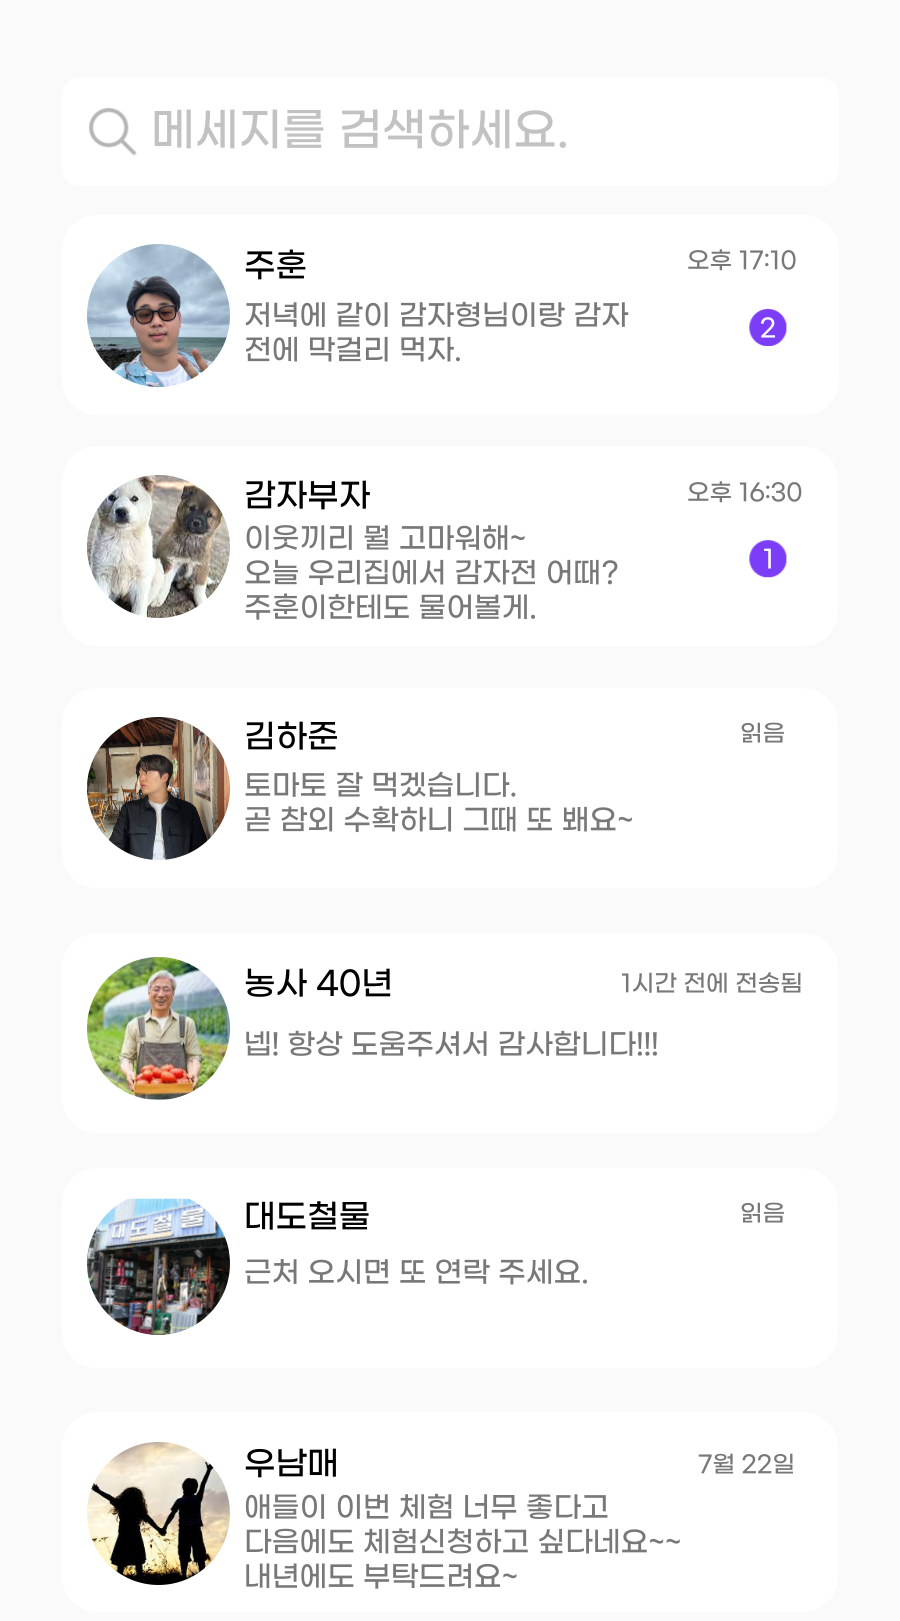 메세지를 검색하세요.
주훈
오후 17:10
저녁에 같이 감자형님이랑 감자
전에 막걸리 먹자.
2
감자부자
오후 16:30
이웃끼리 뭘 고마워해~
오늘 우리집에서 감자전 어때?
주훈이한테도 물어볼게.
1
김하준
읽음
토마토 잘 먹겠습니다.
곧 참외 수확하니 그때 또 봬요~
농사 40년
1시간 전에 전송됨
넵! 항상 도움주셔서 감사합니다!!!
대도철물
대도철물
읽음
근처 오시면 또 연락 주세요.
우남매
7월 22일
애들이 이번 체험 너무 좋다고
다음에도 체험신청하고 싶다네요~~
내년에도 부탁드려요~